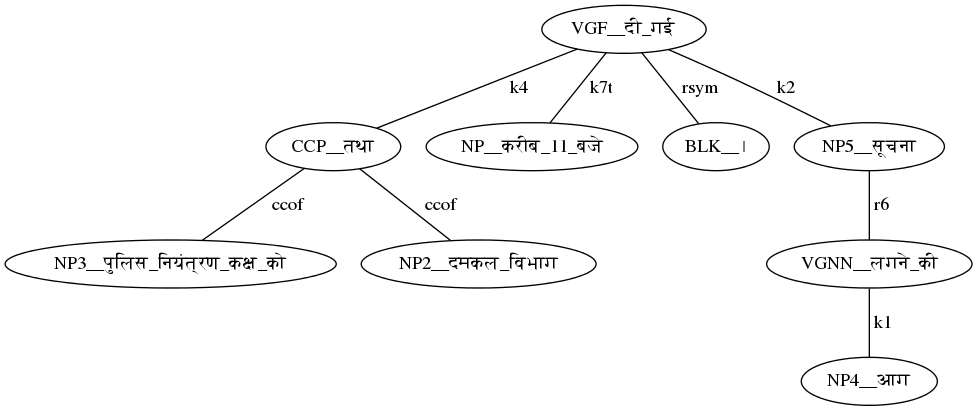 VGF__दी_गई
k4 k7t rsym k2
CCP__तथा NP__करीब_11_बजे BLK__। NP5__सूचना
ccof ccof r6
NP3__पुलिस_नियंत्रण_कक्ष_को NP2__दमकल_विभाग VGNN__लगने_की
k1
NP4__आग